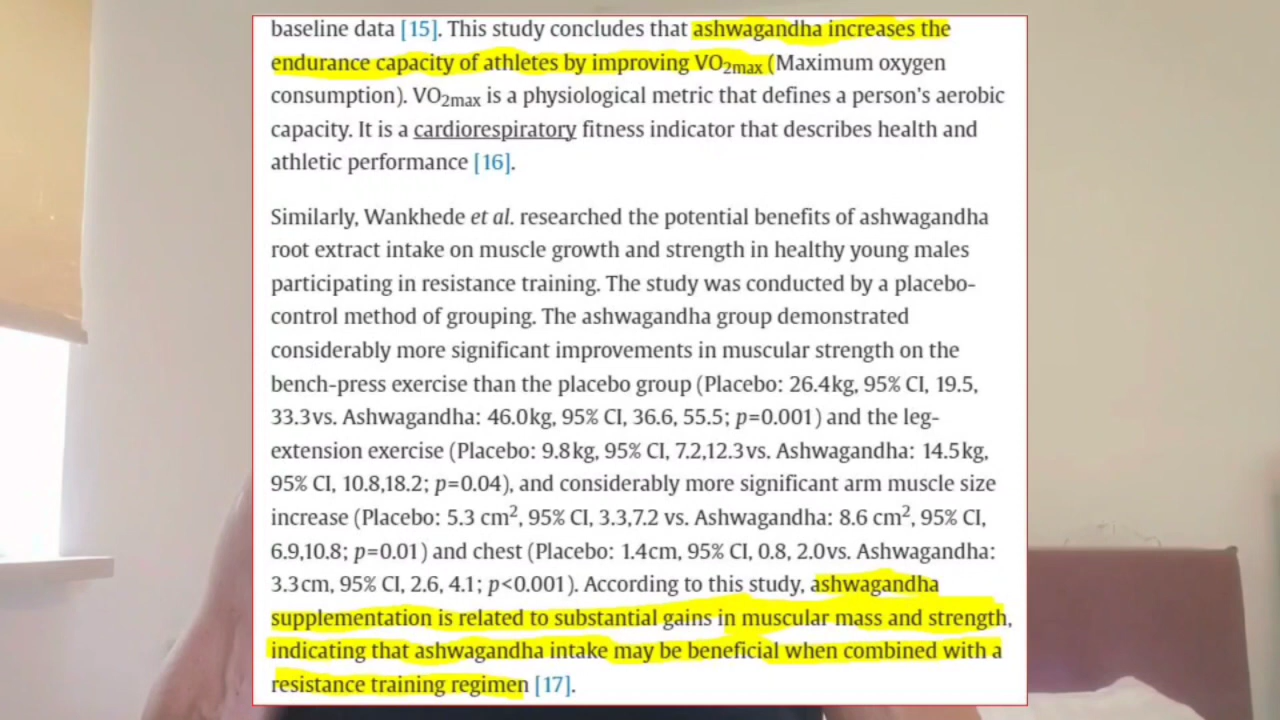 baseline data [15]. This study concludes that ashwagandha increases the
endurance capacity of athletes by improving VO2max (Maximum oxygen
consumption). VO2max is a physiological metric that defines a person's aerobic
capacity. It is a cardiorespiratory fitness indicator that describes health and
athletic performance [16].
Similarly, Wankhede et al. researched the potential benefits of ashwagandha
root extract intake on muscle growth and strength in healthy young males
participating in resistance training. The study was conducted by a placebo-
control method of grouping. The ashwagandha group demonstrated
considerably more significant improvements in muscular strength on the
bench-press exercise than the placebo group (Placebo: 26.4kg, 95% CI, 19.5,
33.3vs. Ashwagandha: 46.0kg, 95% CI, 36.6, 55.5; p=0.001) and the leg-
extension exercise (Placebo: 9.8kg, 95% CI, 7.2,12.3vs. Ashwagandha: 14.5kg,
95% CI, 10.8,18.2; p=0.04), and considerably more significant arm muscle size
increase (Placebo: 5.3 cm², 95% CI, 3.3,7.2 vs. Ashwagandha: 8.6 cm², 95% CI,
6.9,10.8; p=0.01) and chest (Placebo: 1.4cm, 95% CI, 0.8, 2.0vs. Ashwagandha:
3.3cm, 95% CI, 2.6, 4.1; p<0.001). According to this study, ashwagandha
supplementation is related to substantial gains in muscular mass and strength,
indicating that ashwagandha intake may be beneficial when combined with a
resistance training regimen [17].